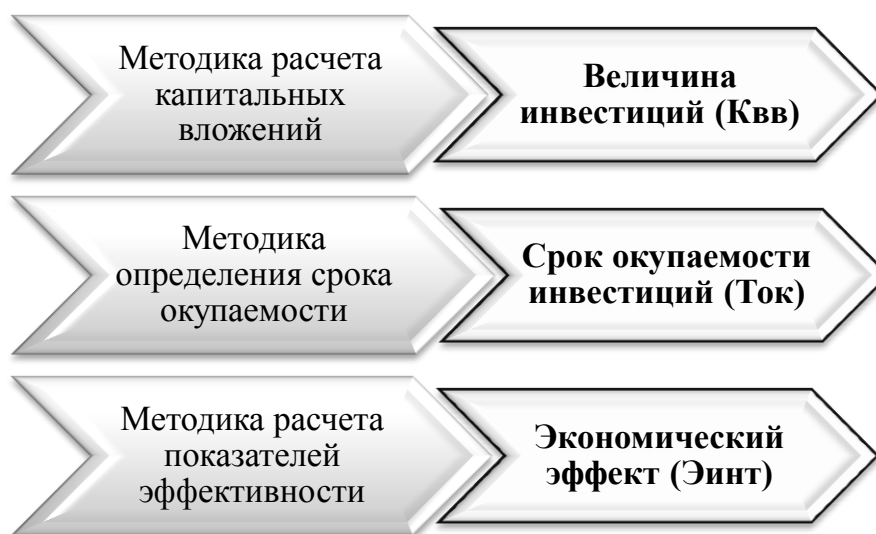 Методика расчета
капитальных
вложений
Величина
инвестиций (Квв)
Методика
определения срока
окупаемости
Срок окупаемости
инвестиций (Ток)
Методика расчета
показателей
эффективности
Экономический
эффект (Эинт)